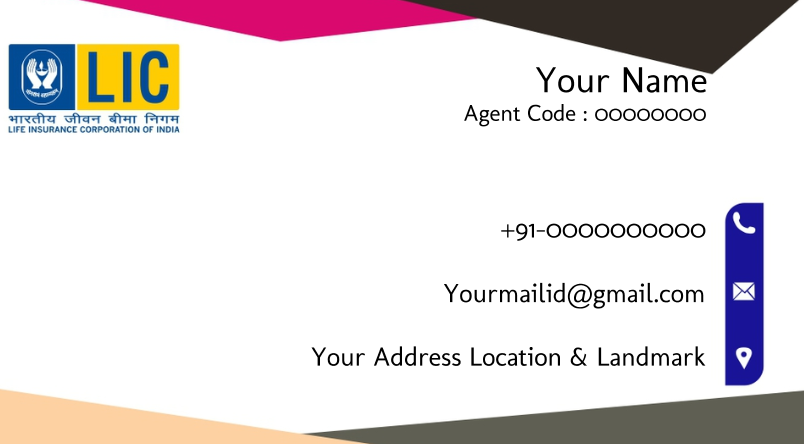 LIC
भारतीय जीवन बीमा निगम
LIFE INSURANCE CORPORATION OF INDIA
Your Name
Agent Code : 00000000
+91-0000000000
Yourmailid@gmail.com
Your Address Location & Landmark